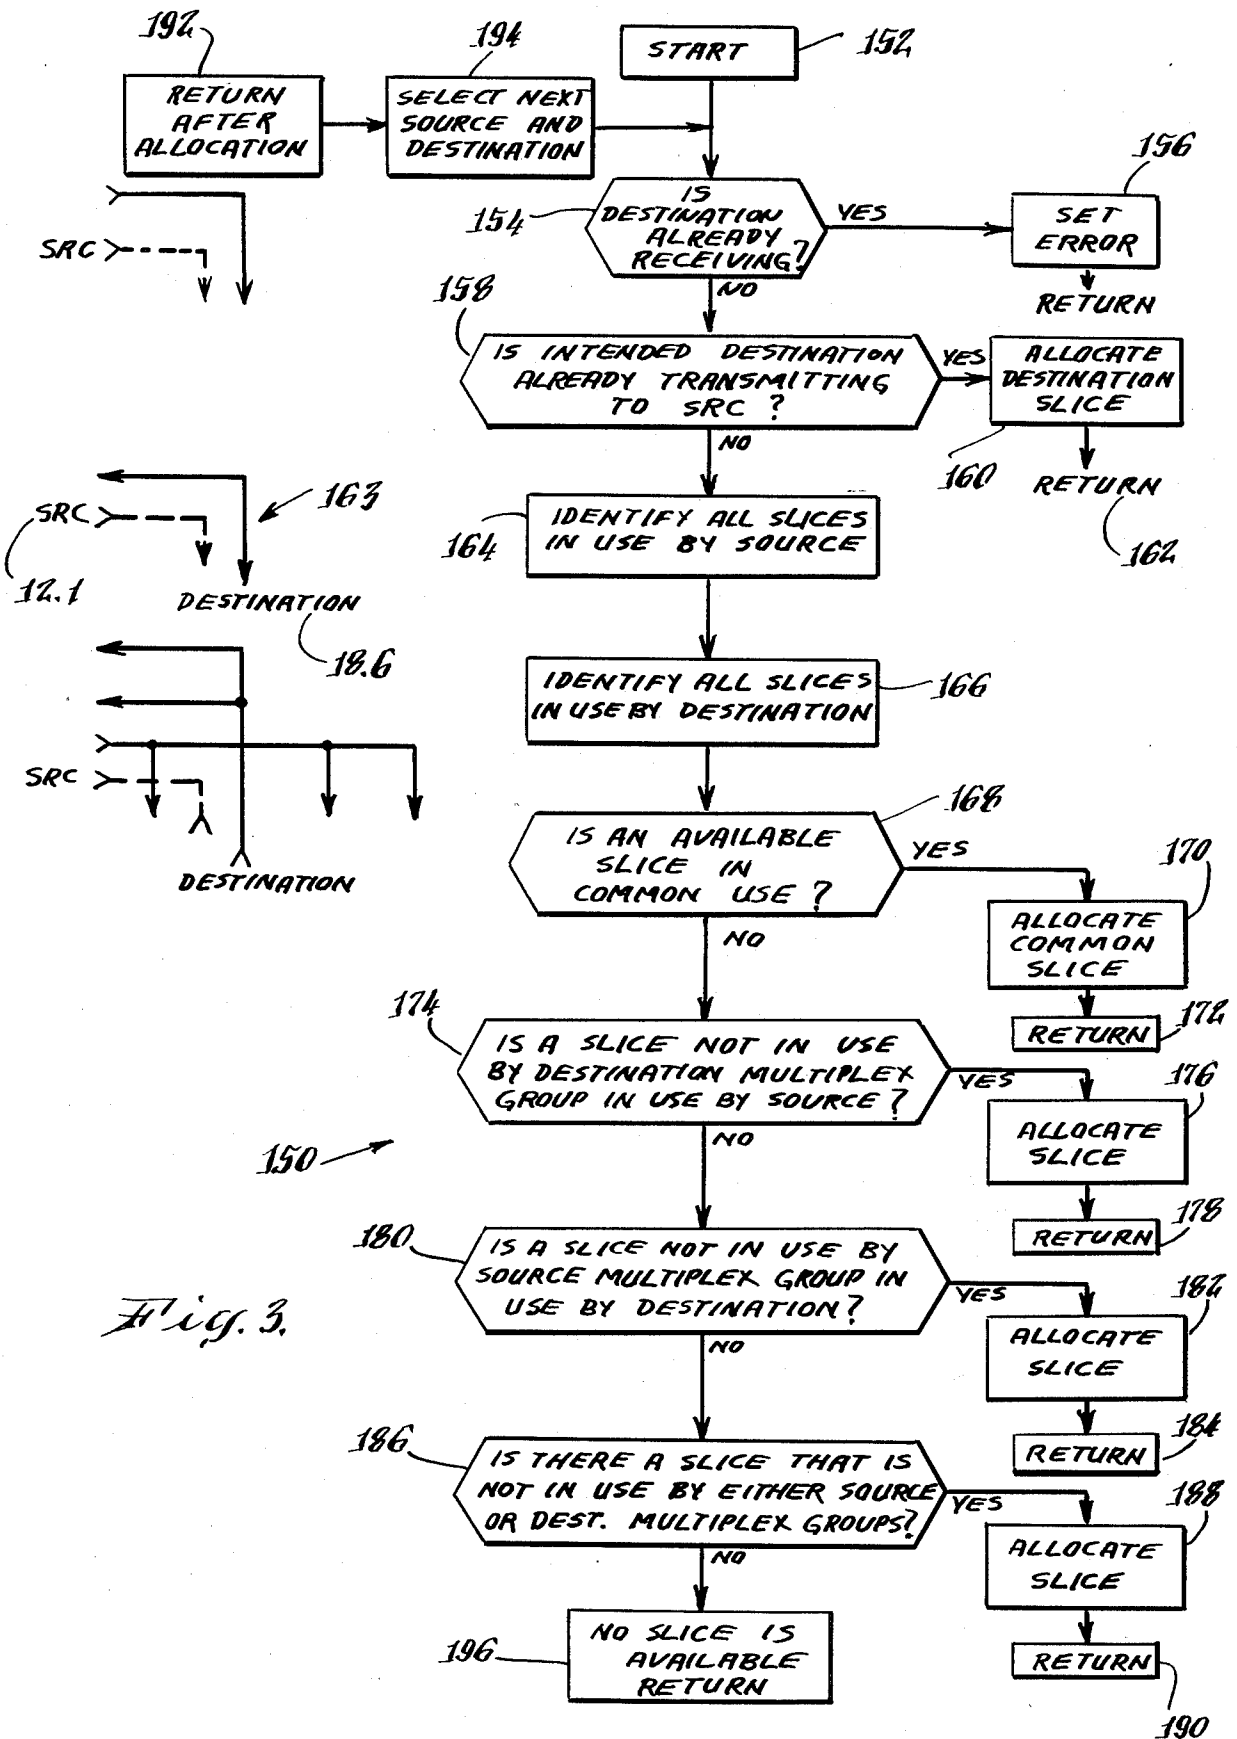 192
194
START
152
RETURN
AFTER
ALLOCATION
SELECT NEXT
SOURCE AND
DESTINATION
154
IS
DESTINATION
ALREADY
RECEIVING?
YES
156
SET
ERROR
RETURN
NO
SRC
158
IS INTENDED DESTINATION
ALREADY TRANSMITTING
TO SRC ?
YES
ALLOCATE
DESTINATION
SLICE
160
RETURN
162
NO
163
SRC
12.1
DESTINATION
18.6
164
IDENTIFY ALL SLICES
IN USE BY SOURCE
IDENTIFY ALL SLICES
IN USE BY DESTINATION
166
SRC
DESTINATION
168
IS AN AVAILABLE
SLICE IN
COMMON USE ?
YES
170
ALLOCATE
COMMON
SLICE
RETURN
172
NO
174
IS A SLICE NOT IN USE
BY DESTINATION MULTIPLEX
GROUP IN USE BY SOURCE ?
YES
176
ALLOCATE
SLICE
RETURN
178
NO
150
180
IS A SLICE NOT IN USE BY
SOURCE MULTIPLEX GROUP IN
USE BY DESTINATION?
YES
182
ALLOCATE
SLICE
RETURN
184
NO
Fig. 3.
186
IS THERE A SLICE THAT IS
NOT IN USE BY EITHER SOURCE
OR DEST. MULTIPLEX GROUPS?
YES
188
ALLOCATE
SLICE
RETURN
190
NO
196
NO SLICE IS
AVAILABLE
RETURN